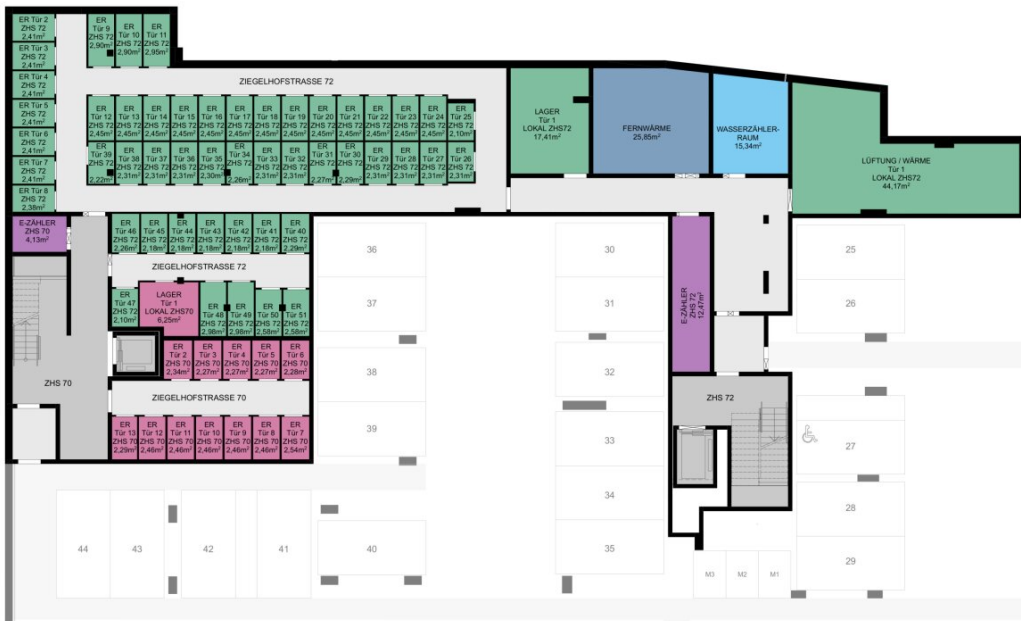 ER Tür 2
ZHS 72
2,41m²
ER Tür 3
ZHS 72
2,41m²
ER Tür 4
ZHS 72
2,41m²
ER Tür 5
ZHS 72
2,41m²
ER Tür 6
ZHS 72
2,41m²
ER Tür 7
ZHS 72
2,41m²
ER Tür 8
ZHS 72
2,38m²
ER
Tür 9
ZHS 72
2,90m²
ER
Tür 10
ZHS 72
2,90m²
ER
Tür 11
ZHS 72
2,95m²
ZIEGELHOFSTRASSE 72
ER
Tür 12
ZHS 72
2,45m²
ER
Tür 13
ZHS 72
2,45m²
ER
Tür 14
ZHS 72
2,45m²
ER
Tür 15
ZHS 72
2,45m²
ER
Tür 16
ZHS 72
2,45m²
ER
Tür 17
ZHS 72
2,45m²
ER
Tür 18
ZHS 72
2,45m²
ER
Tür 19
ZHS 72
2,45m²
ER
Tür 20
ZHS 72
2,45m²
ER
Tür 21
ZHS 72
2,45m²
ER
Tür 22
ZHS 72
2,45m²
ER
Tür 23
ZHS 72
2,45m²
ER
Tür 24
ZHS 72
2,45m²
ER
Tür 25
ZHS 72
2,10m²
ER
Tür 39
ZHS 72
2,22m²
ER
Tür 38
ZHS 72
2,31m²
ER
Tür 37
ZHS 72
2,31m²
ER
Tür 36
ZHS 72
2,31m²
ER
Tür 35
ZHS 72
2,30m²
ER
Tür 34
ZHS 72
2,26m²
ER
Tür 33
ZHS 72
2,31m²
ER
Tür 32
ZHS 72
2,31m²
ER
Tür 31
ZHS 72
2,27m²
ER
Tür 30
ZHS 72
2,29m²
ER
Tür 29
ZHS 72
2,31m²
ER
Tür 28
ZHS 72
2,31m²
ER
Tür 27
ZHS 72
2,31m²
ER
Tür 26
ZHS 72
2,31m²
LAGER
Tür 1
LOKAL ZHS72
17,41m²
FERNWÄRME
25,85m²
WASSERZÄHLER-
RAUM
15,34m²
LÜFTUNG / WÄRME
Tür 1
LOKAL ZHS72
44,17m²
E-ZÄHLER
ZHS 70
4,13m²
ER
Tür 46
ZHS 72
2,26m²
ER
Tür 45
ZHS 72
2,18m²
ER
Tür 44
ZHS 72
2,18m²
ER
Tür 43
ZHS 72
2,18m²
ER
Tür 42
ZHS 72
2,18m²
ER
Tür 41
ZHS 72
2,18m²
ER
Tür 40
ZHS 72
2,29m²
ZIEGELHOFSTRASSE 72
ER
Tür 47
ZHS 72
2,10m²
LAGER
Tür 1
LOKAL ZHS70
6,25m²
ER
Tür 48
ZHS 72
2,98m²
ER
Tür 49
ZHS 72
2,98m²
ER
Tür 50
ZHS 72
2,58m²
ER
Tür 51
ZHS 72
2,58m²
ER
Tür 2
ZHS 70
2,34m²
ER
Tür 3
ZHS 70
2,27m²
ER
Tür 4
ZHS 70
2,27m²
ER
Tür 5
ZHS 70
2,27m²
ER
Tür 6
ZHS 70
2,28m²
ZHS 70
ZIEGELHOFSTRASSE 70
ER
Tür 13
ZHS 70
2,29m²
ER
Tür 12
ZHS 70
2,46m²
ER
Tür 11
ZHS 70
2,46m²
ER
Tür 10
ZHS 70
2,46m²
ER
Tür 9
ZHS 70
2,46m²
ER
Tür 8
ZHS 70
2,46m²
ER
Tür 7
ZHS 70
2,54m²
E-ZÄHLER
ZHS 72
12,47m²
ZHS 72
36
37
38
39
30
31
32
33
34
35
25
26
27
28
29
44
43
42
41
40
M3
M2
M1